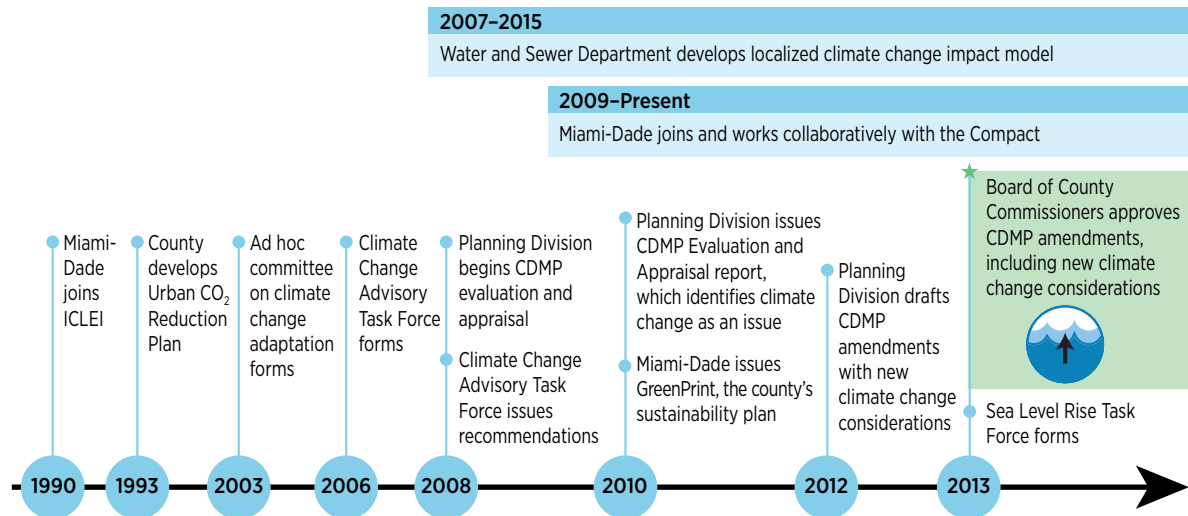 2007–2015
Water and Sewer Department develops localized climate change impact model
2009–Present
Miami-Dade joins and works collaboratively with the Compact
Miami-
Dade
joins
ICLEI
County
develops
Urban CO₂
Reduction
Plan
Ad hoc
committee
on climate
change
adaptation
forms
Climate
Change
Advisory
Task Force
forms
Planning Division
begins CDMP
evaluation and
appraisal
Climate Change
Advisory Task
Force issues
recommendations
Planning Division issues
CDMP Evaluation and
Appraisal report,
which identifies climate
change as an issue
Miami-Dade issues
GreenPrint, the county’s
sustainability plan
Planning
Division drafts
CDMP
amendments
with new
climate change
considerations
Board of County
Commissioners approves
CDMP amendments,
including new climate
change considerations
Sea Level Rise Task
Force forms
1990
1993
2003
2006
2008
2010
2012
2013